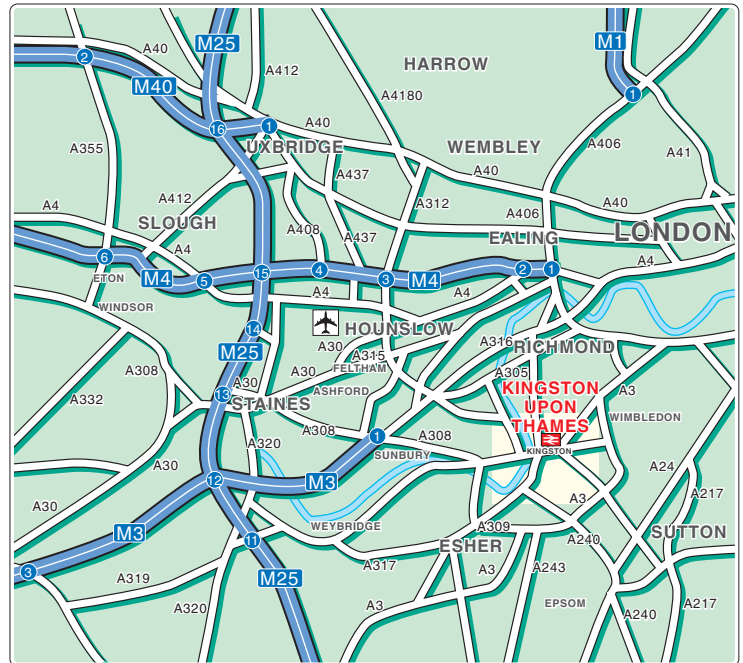 M1
M25
A40
2
HARROW
A412
M40
A4180
1
A406
16
1
A40
A41
A355
UXBRIDGE
WEMBLEY
A437
A40
A412
A312
A40
A4
A406
SLOUGH
A408
A437
EALING
LONDON
A4
6
A4
ETON
M4
5
15
4
3
M4
2
1
A4
A4
WINDSOR
14
HOUNSLOW
A316
RICHMOND
A30
M25
A315
A308
A30
FELTHAM
A305
A30
13
ASHFORD
KINGSTON
UPON
THAMES
A3
A332
STAINES
WIMBLEDON
A308
1
A308
A320
SUNBURY
KINGSTON
A30
A24
12
M3
A217
A30
A3
WEYBRIDGE
A309
M3
11
A240
SUTTON
ESHER
A317
3
A319
M25
A3
A243
A320
A3
EPSOM
A240
A217